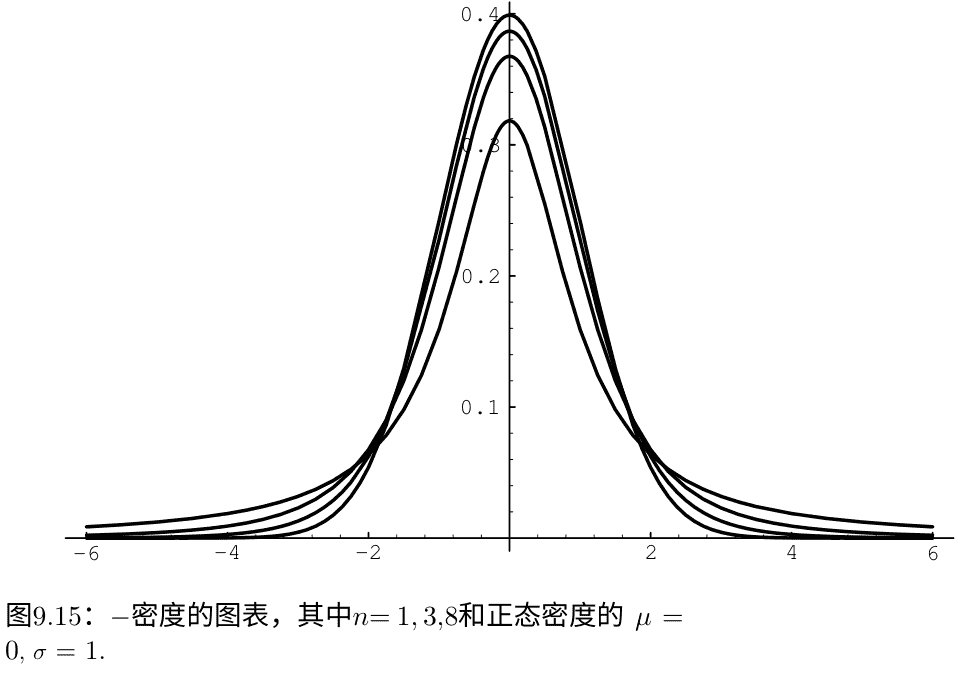 0.4
0.3
0.2
0.1
−6 −4 −2 2 4 6
图9.15：−密度的图表，其中n= 1, 3,8和正态密度的 μ =
0, σ = 1.